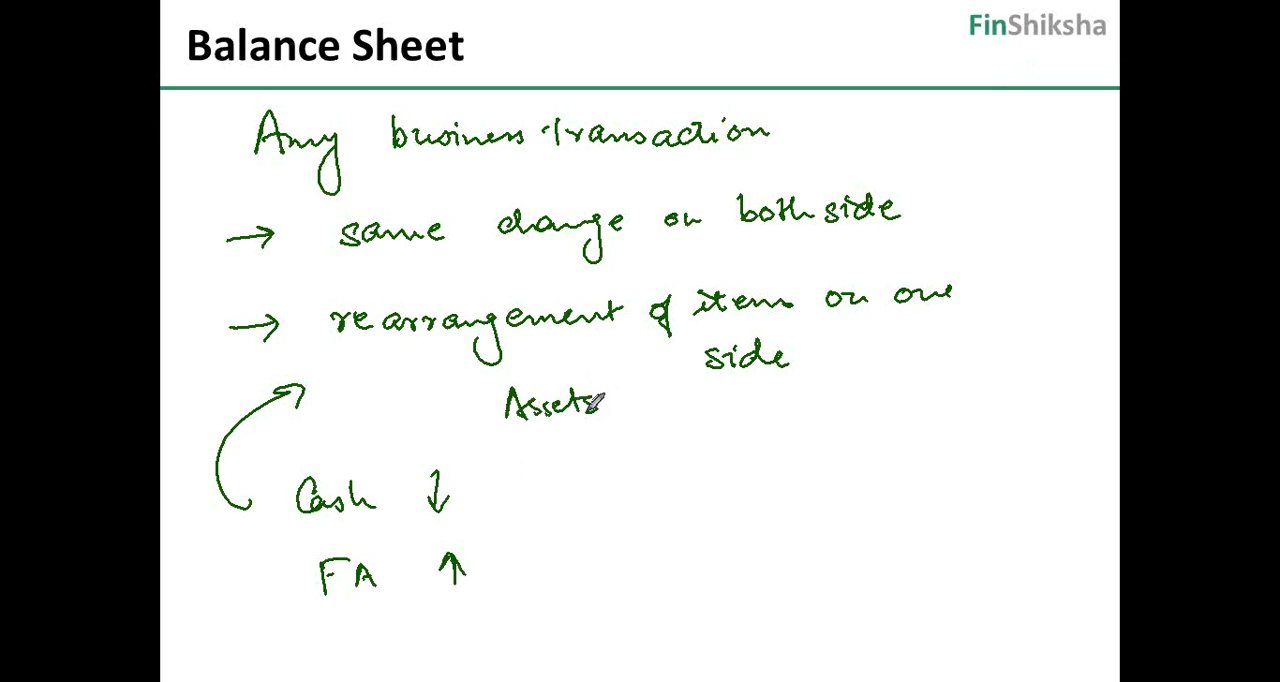 Balance Sheet
FinShiksha
Any business transaction
→ same change on both side
→ rearrangement of items on one
side
Assets
Cash ↓
FA ↑